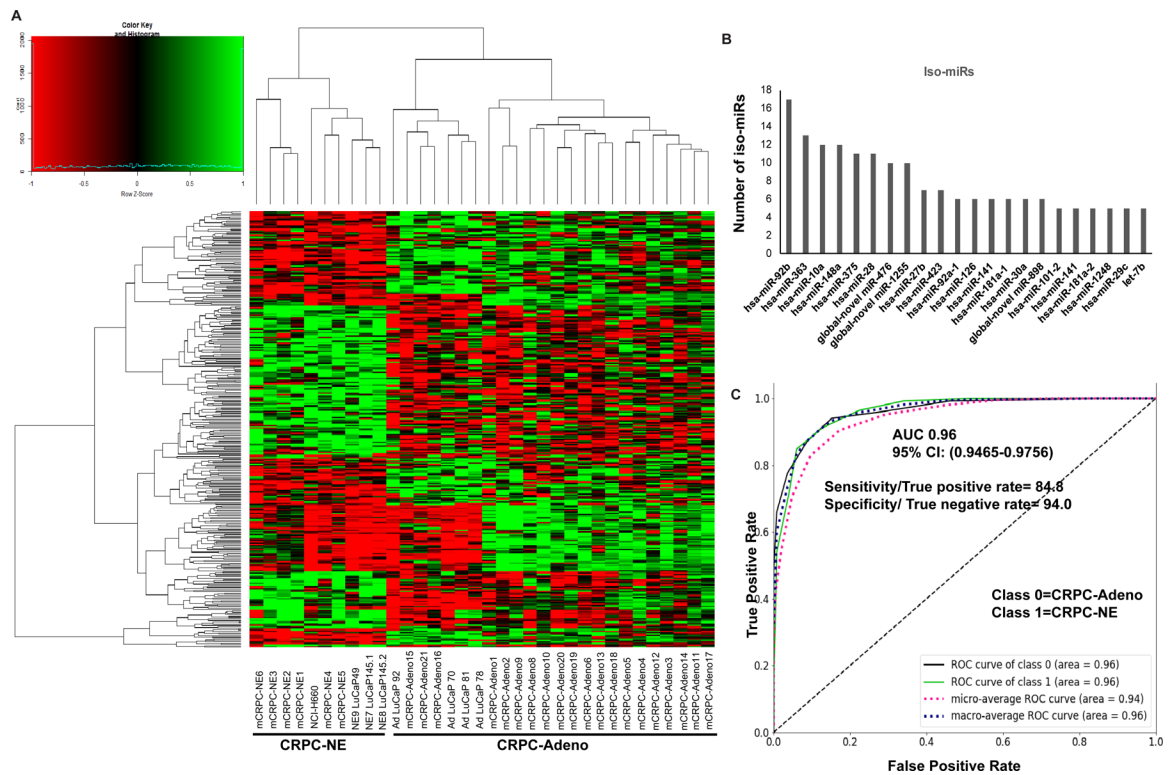 A
Color Key
and Histogram
Count
0
500
1000
1500
2000
-1
-0.5
0
0.5
1
Row Z-Score
mCRPC-NE6
mCRPC-NE3
mCRPC-NE2
mCRPC-NE1
NCI-H660
mCRPC-NE4
mCRPC-NE5
NE9 LuCaP49
NE7 LuCaP145.1
NE8 LuCaP145.2
Ad LuCaP 92
mCRPC-Adeno15
mCRPC-Adeno21
mCRPC-Adeno16
Ad LuCaP 70
Ad LuCaP 81
Ad LuCaP 78
mCRPC-Adeno1
mCRPC-Adeno2
mCRPC-Adeno9
mCRPC-Adeno8
mCRPC-Adeno10
mCRPC-Adeno20
mCRPC-Adeno19
mCRPC-Adeno6
mCRPC-Adeno13
mCRPC-Adeno18
mCRPC-Adeno5
mCRPC-Adeno4
mCRPC-Adeno12
mCRPC-Adeno3
mCRPC-Adeno14
mCRPC-Adeno11
mCRPC-Adeno17
CRPC-NE
CRPC-Adeno
B
Iso-miRs
Number of iso-miRs
18
16
14
12
10
8
6
4
2
0
hsa-miR-92b
hsa-miR-363
hsa-miR-10a
hsa-miR-148a
hsa-miR-375
hsa-miR-28
global-novel miR-476
global-novel miR-1255
hsa-miR-27b
hsa-miR-423
hsa-miR-92a-1
hsa-miR-126
hsa-miR-141
hsa-miR-181a-1
hsa-miR-30a
global-novel miR-898
hsa-miR-101-2
hsa-miR-141
hsa-miR-181a-2
hsa-miR-1248
hsa-miR-29c
let-7b
C
True Positive Rate
1.0
0.8
0.6
0.4
0.2
0.0
AUC 0.96
95% CI: (0.9465-0.9756)
Sensitivity/True positive rate= 84.8
Specificity/ True negative rate= 94.0
Class 0=CRPC-Adeno
Class 1=CRPC-NE
ROC curve of class 0 (area = 0.96)
ROC curve of class 1 (area = 0.96)
micro-average ROC curve (area = 0.94)
macro-average ROC curve (area = 0.96)
0.0
0.2
0.4
0.6
0.8
1.0
False Positive Rate